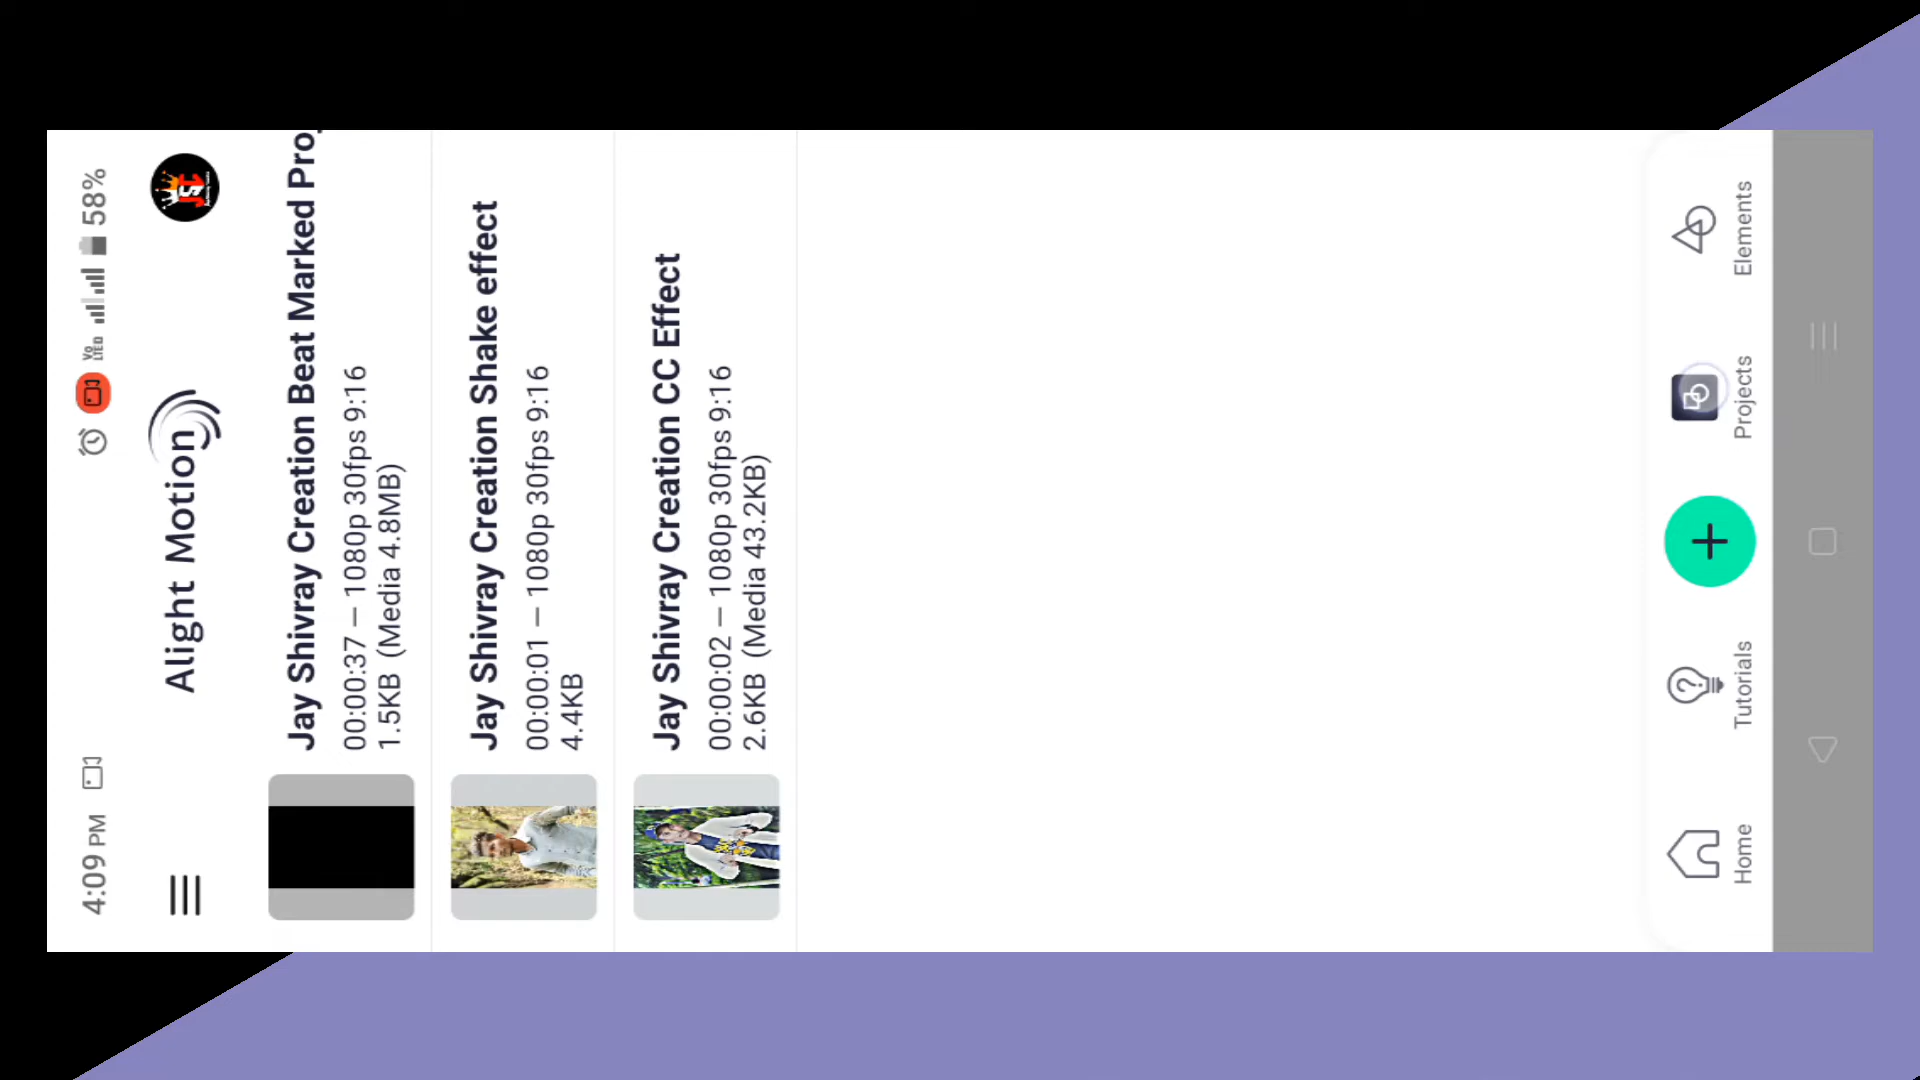 4:09 PM
Vo
LTED
58%
Alight Motion
Jay Shivray Creation Beat Marked Pro
00:00:37 – 1080p 30fps 9:16
1.5KB (Media 4.8MB)
Jay Shivray Creation Shake effect
00:00:01 – 1080p 30fps 9:16
4.4KB
Jay Shivray Creation CC Effect
00:00:02 – 1080p 30fps 9:16
2.6KB (Media 43.2KB)
Home
Tutorials
Projects
Elements